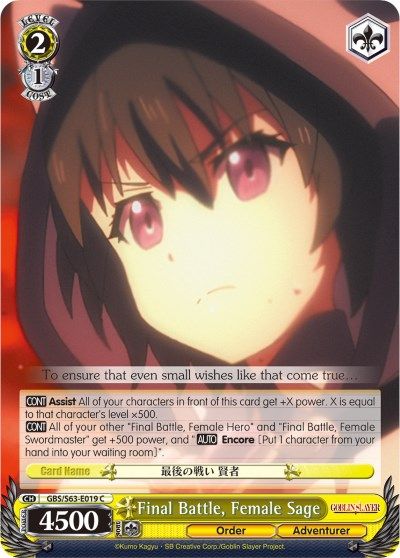 LEVEL
2
1
COST
To ensure that even small wishes like that come true...
CONT Assist All of your characters in front of this card get +X power. X is equal
to that character's level ×500.
CONT All of your other "Final Battle, Female Hero" and "Final Battle, Female
Swordmaster" get +500 power, and "AUTO Encore [Put 1 character from
your hand into your waiting room]".
Card Name 最後の戦い 賢者
CH GBS/S63-E019 C
Final Battle, Female Sage
GOBLIN SLAYER
POWER 4500 SOUL
Order Adventurer
©Kumo Kagyu・SB Creative Corp./Goblin Slayer Project.